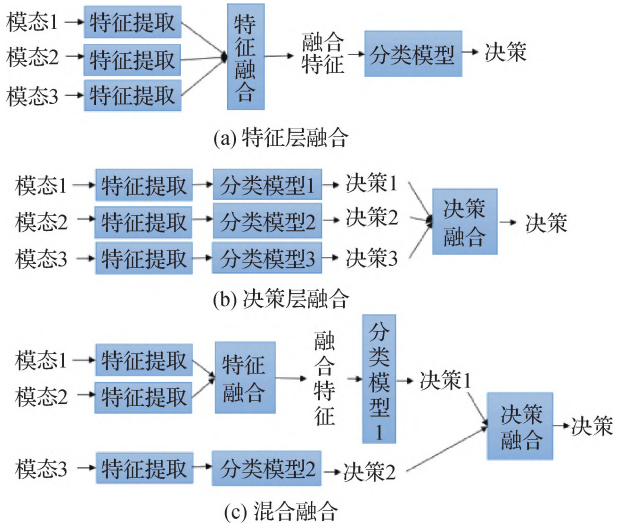 模态1 特征提取
模态2 特征提取
模态3 特征提取
特征融合
融合
特征
分类模型 决策
(a) 特征层融合
模态1 特征提取 分类模型1 决策1
模态2 特征提取 分类模型2 决策2
模态3 特征提取 分类模型3 决策3
决策
融合
决策
(b) 决策层融合
模态1 特征提取
模态2 特征提取
特征
融合
融合特征
分类模型1
决策1
模态3 特征提取 分类模型2 决策2
决策
融合
决策
(c) 混合融合